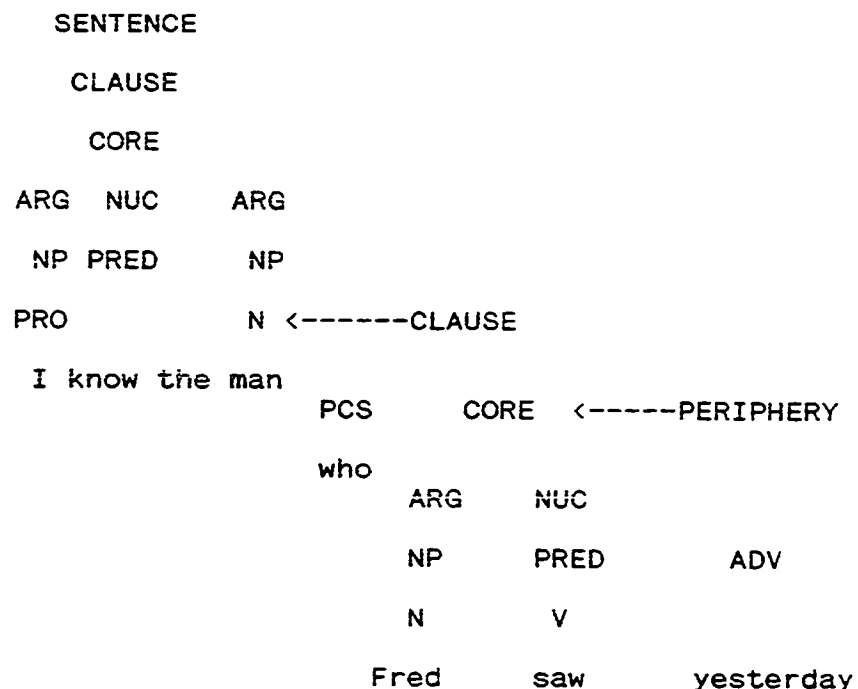 SENTENCE
CLAUSE
CORE
ARG NUC ARG
NP PRED NP
PRO N <------CLAUSE
I know the man
PCS CORE <-----PERIPHERY
who
ARG NUC
NP PRED ADV
N V
Fred saw yesterday